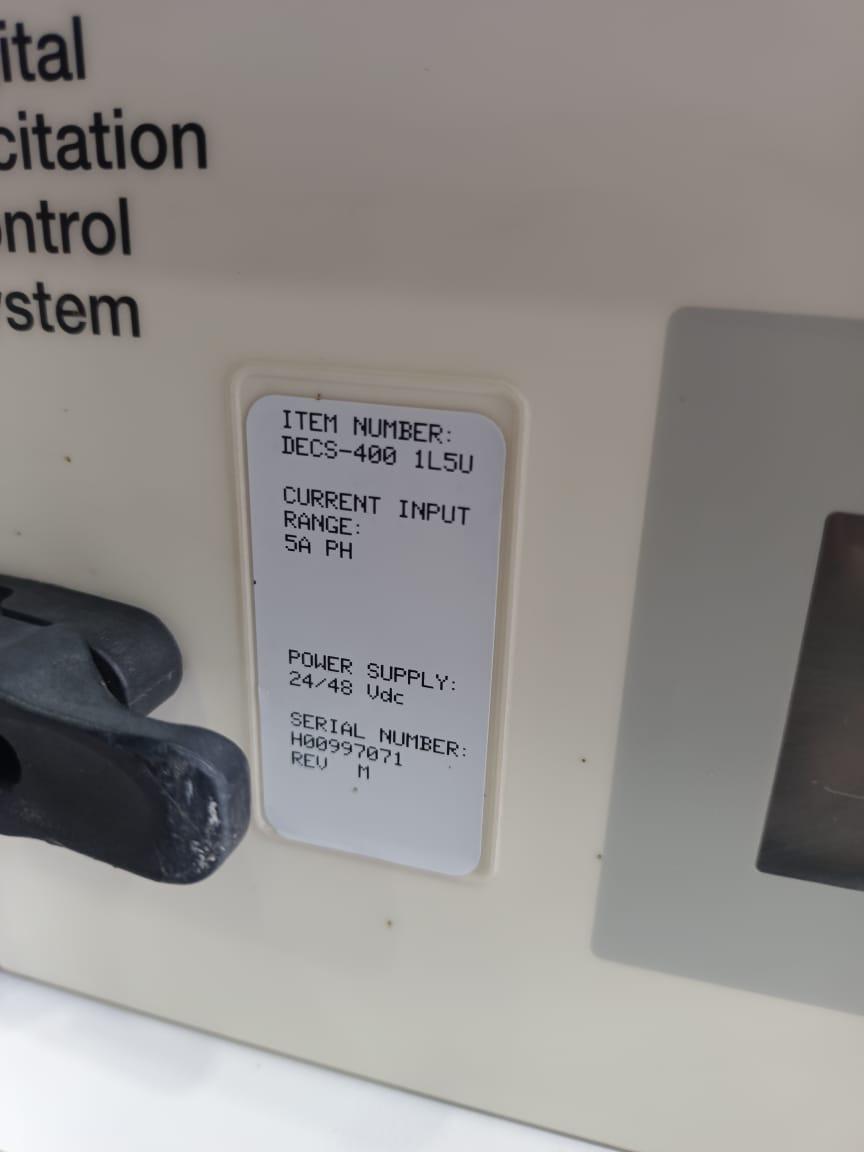 ital
citation
ontrol
ystem
ITEM NUMBER:
DECS-400 1L5U
CURRENT INPUT
RANGE:
5A PH
POWER SUPPLY:
24/48 Vdc
SERIAL NUMBER:
H00997071
REV M